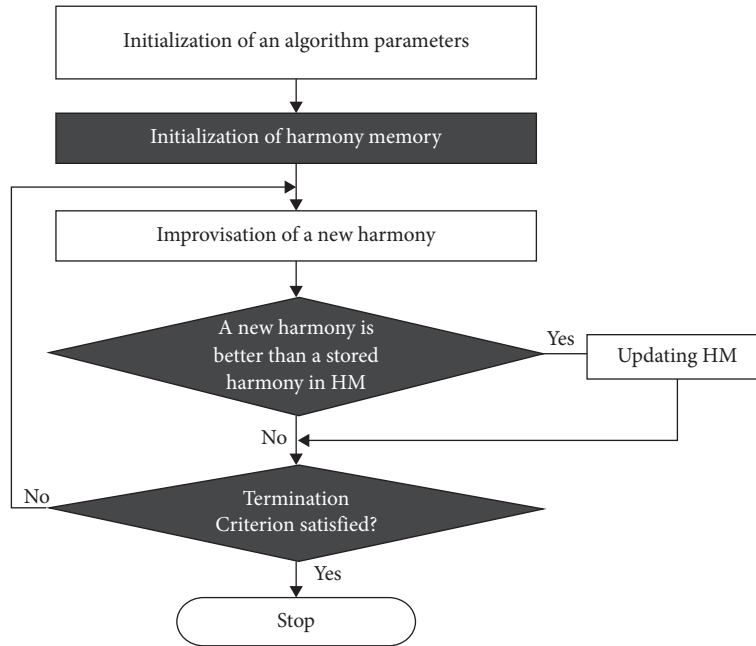 Initialization of an algorithm parameters
Initialization of harmony memory
Improvisation of a new harmony
A new harmony is
better than a stored
harmony in HM
Yes
Updating HM
No
No
Termination
Criterion satisfied?
Yes
Stop